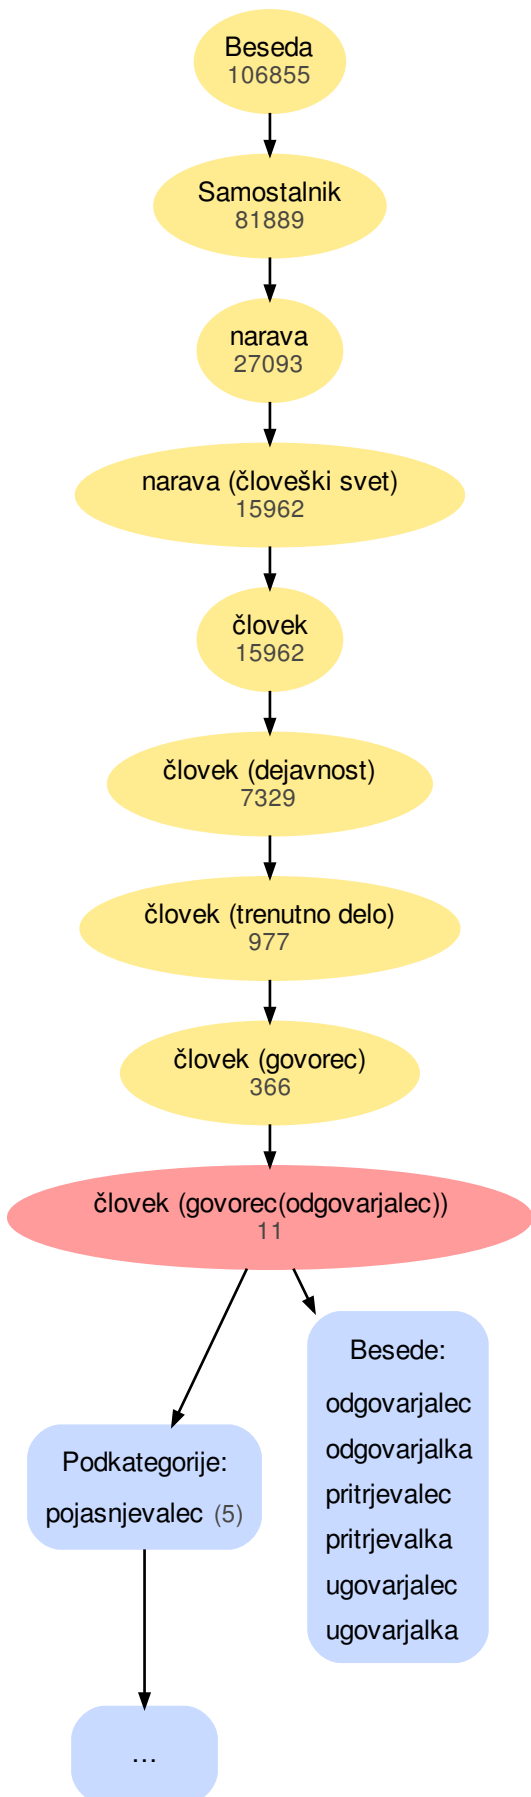 Beseda
106855
Samostalnik
81889
narava
27093
narava (človeški svet)
15962
človek
15962
človek (dejavnost)
7329
človek (trenutno delo)
977
človek (govorec)
366
človek (govorec(odgovarjalec))
11
Besede:
odgovarjalec
odgovarjalka
pritrjevalec
pritrjevalka
ugovarjalec
ugovarjalka
Podkategorije:
pojasnjevalec (5)
...